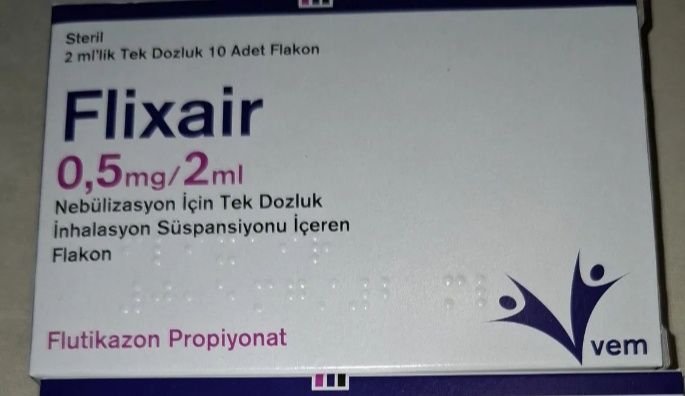 Steril
2 ml'lik Tek Dozluk 10 Adet Flakon
Flixair
0,5mg/2ml
Nebülizasyon İçin Tek Dozluk
İnhalasyon Süspansiyonu İçeren
Flakon
Flutikazon Propiyonat
vem